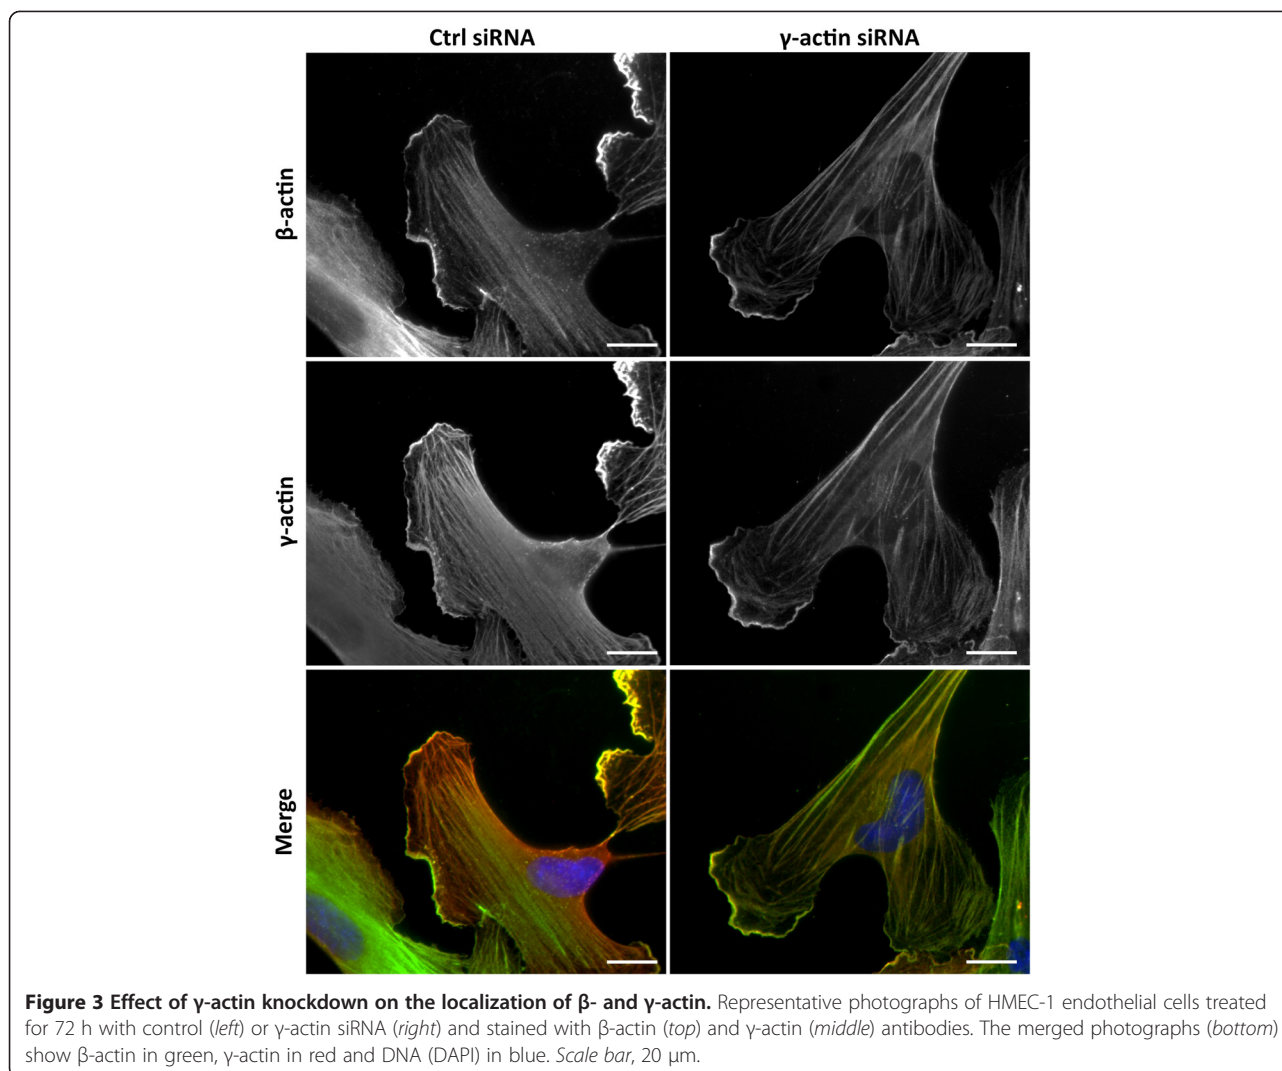 Ctrl siRNA
γ-actin siRNA
β-actin
γ-actin
Merge
Figure 3 Effect of γ-actin knockdown on the localization of β- and γ-actin. Representative photographs of HMEC-1 endothelial cells treated
for 72 h with control (left) or γ-actin siRNA (right) and stained with β-actin (top) and γ-actin (middle) antibodies. The merged photographs (bottom)
show β-actin in green, γ-actin in red and DNA (DAPI) in blue. Scale bar, 20 μm.